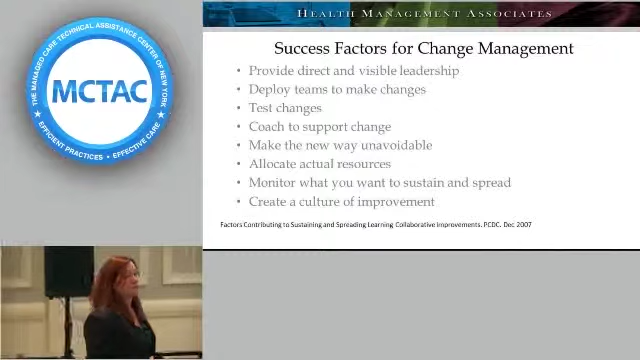 HEALTH MANAGEMENT ASSOCIATES
THE MANAGED CARE TECHNICAL ASSISTANCE CENTER OF NEW YORK
MCTAC
★ EFFICIENT PRACTICES • EFFECTIVE CARE ★
Success Factors for Change Management
• Provide direct and visible leadership
• Deploy teams to make changes
• Test changes
• Coach to support change
• Make the new way unavoidable
• Allocate actual resources
• Monitor what you want to sustain and spread
• Create a culture of improvement
Factors Contributing to Sustaining and Spreading Learning Collaborative Improvements. PCDC. Dec 2007